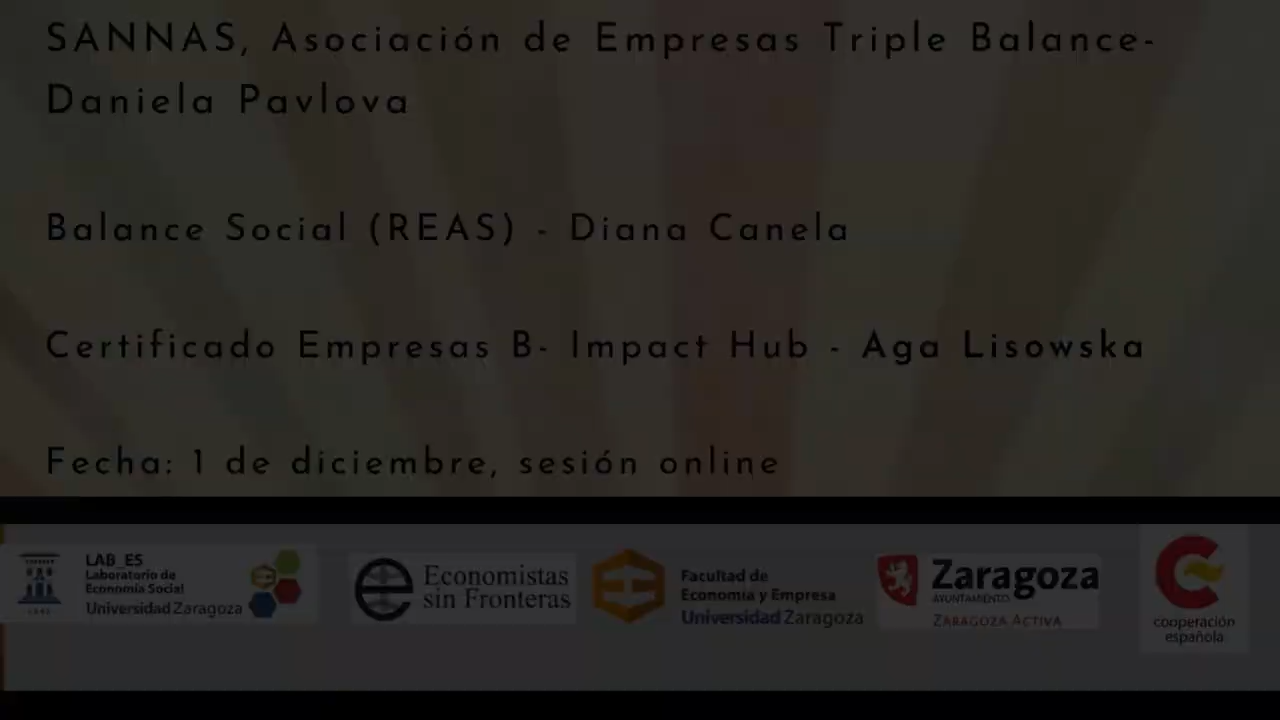 SANNAS, Asociación de Empresas Triple Balance-
Daniela Pavlova
Balance Social (REAS) - Diana Canela
Certificado Empresas B- Impact Hub - Aga Lisowska
Fecha: 1 de diciembre, sesión online
LAB_ES
Laboratorio de
Economía Social
Universidad Zaragoza
Economistas
sin Fronteras
Facultad de
Economía y Empresa
Universidad Zaragoza
Zaragoza
AYUNTAMIENTO
ZARAGOZA ACTIVA
cooperación
española